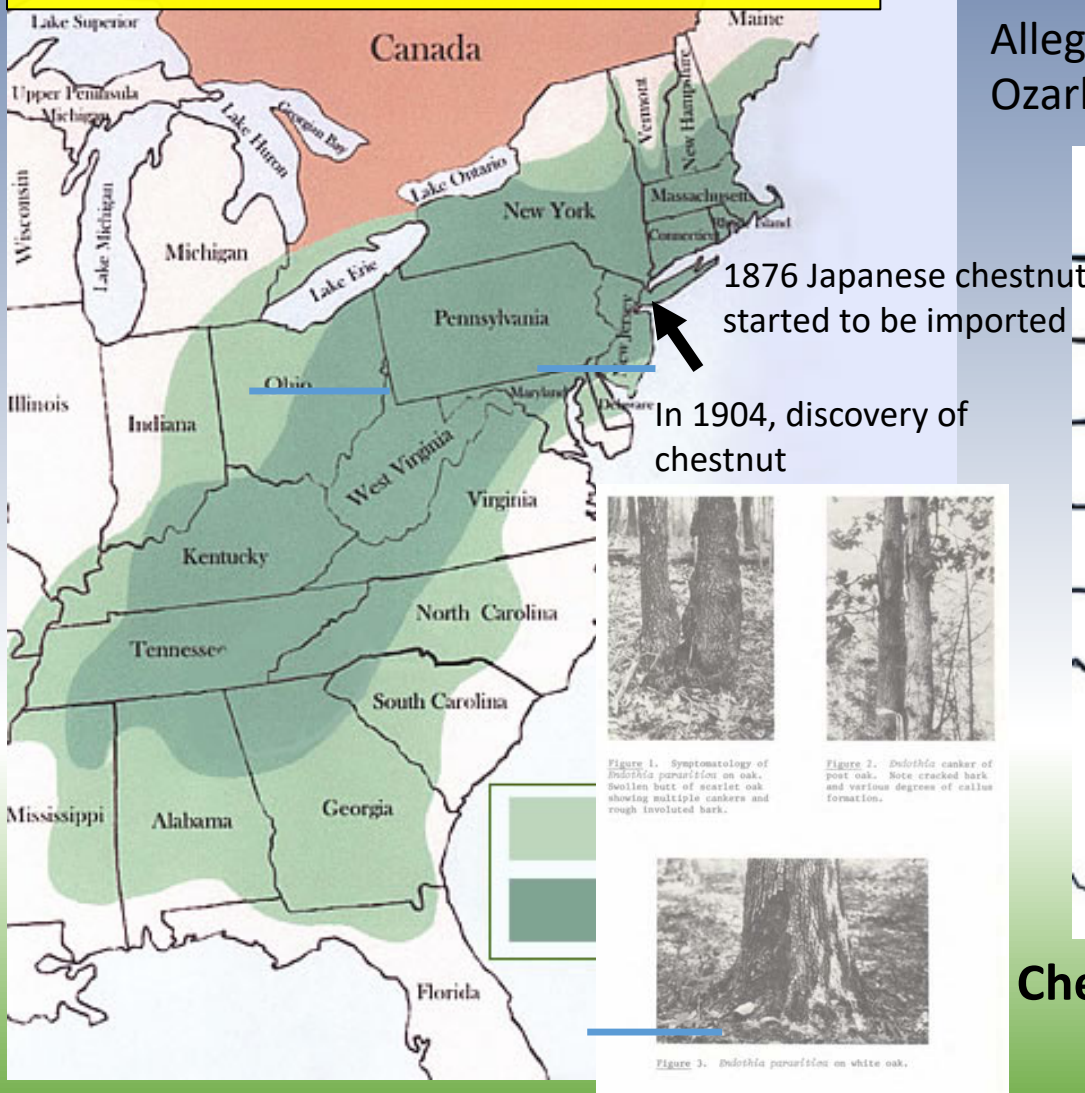 Lake Superior
Canada
Maine
Upper Peninsula
Michigan
Georgian Bay
Lake Huron
Vermont
New Hampshire
Wisconsin
Lake Michigan
Lake Ontario
New York
Massachusetts
Michigan
Connecticut
Rhode Island
Lake Erie
Pennsylvania
New Jersey
Illinois
Indiana
Ohio
Maryland
Delaware
West Virginia
Virginia
Kentucky
North Carolina
Tennessee
South Carolina
Mississippi
Alabama
Georgia
Florida
1876 Japanese chestnut
started to be imported
In 1904, discovery of
chestnut
Figure 1. Symptomatology of
Endothia parasitica on oak.
Swollen butt of scarlet oak
showing multiple cankers and
rough involuted bark.
Figure 2. Endothia canker of
post oak. Note cracked bark
and various degrees of callus
formation.
Figure 3. Endothia parasitica on white oak.
Alleg
Ozar
Che